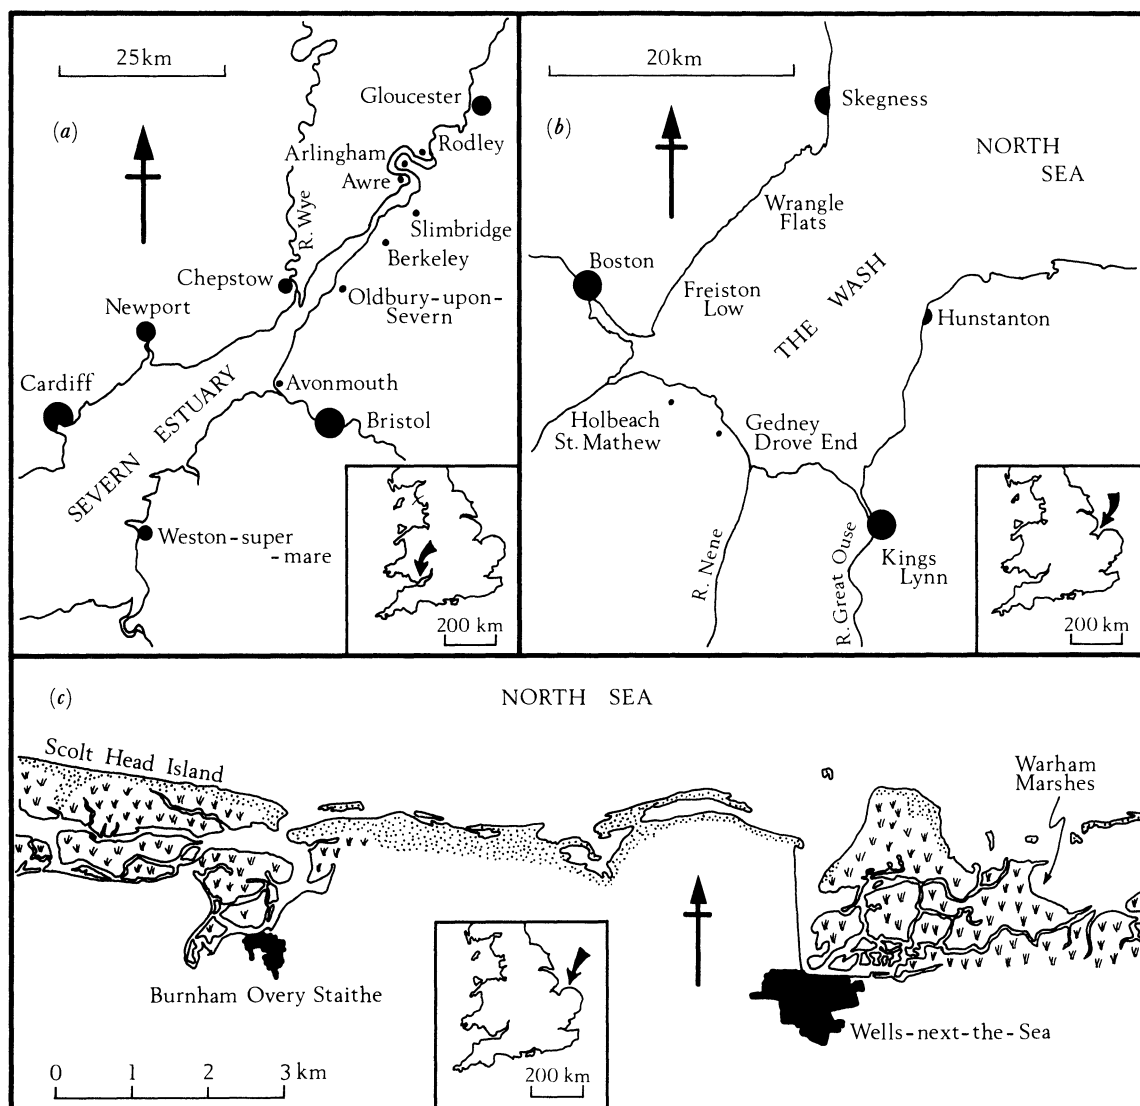 25km
(a)
Gloucester
Rodley
Arlingham
Awre
R. Wye
Slimbridge
Berkeley
Chepstow
Oldbury-upon-
Severn
Newport
Cardiff
Avonmouth
Bristol
SEVERN ESTUARY
Weston-super
-mare
200 km
20km
(b)
Skegness
NORTH
SEA
Wrangle
Flats
Boston
Freiston
Low
THE WASH
Hunstanton
Holbeach
St. Mathew
Gedney
Drove End
R. Nene
R. Great Ouse
Kings
Lynn
200 km
(c)
NORTH SEA
Scolt Head Island
Warham
Marshes
Burnham Overy Staithe
Wells-next-the-Sea
0 1 2 3 km
200 km